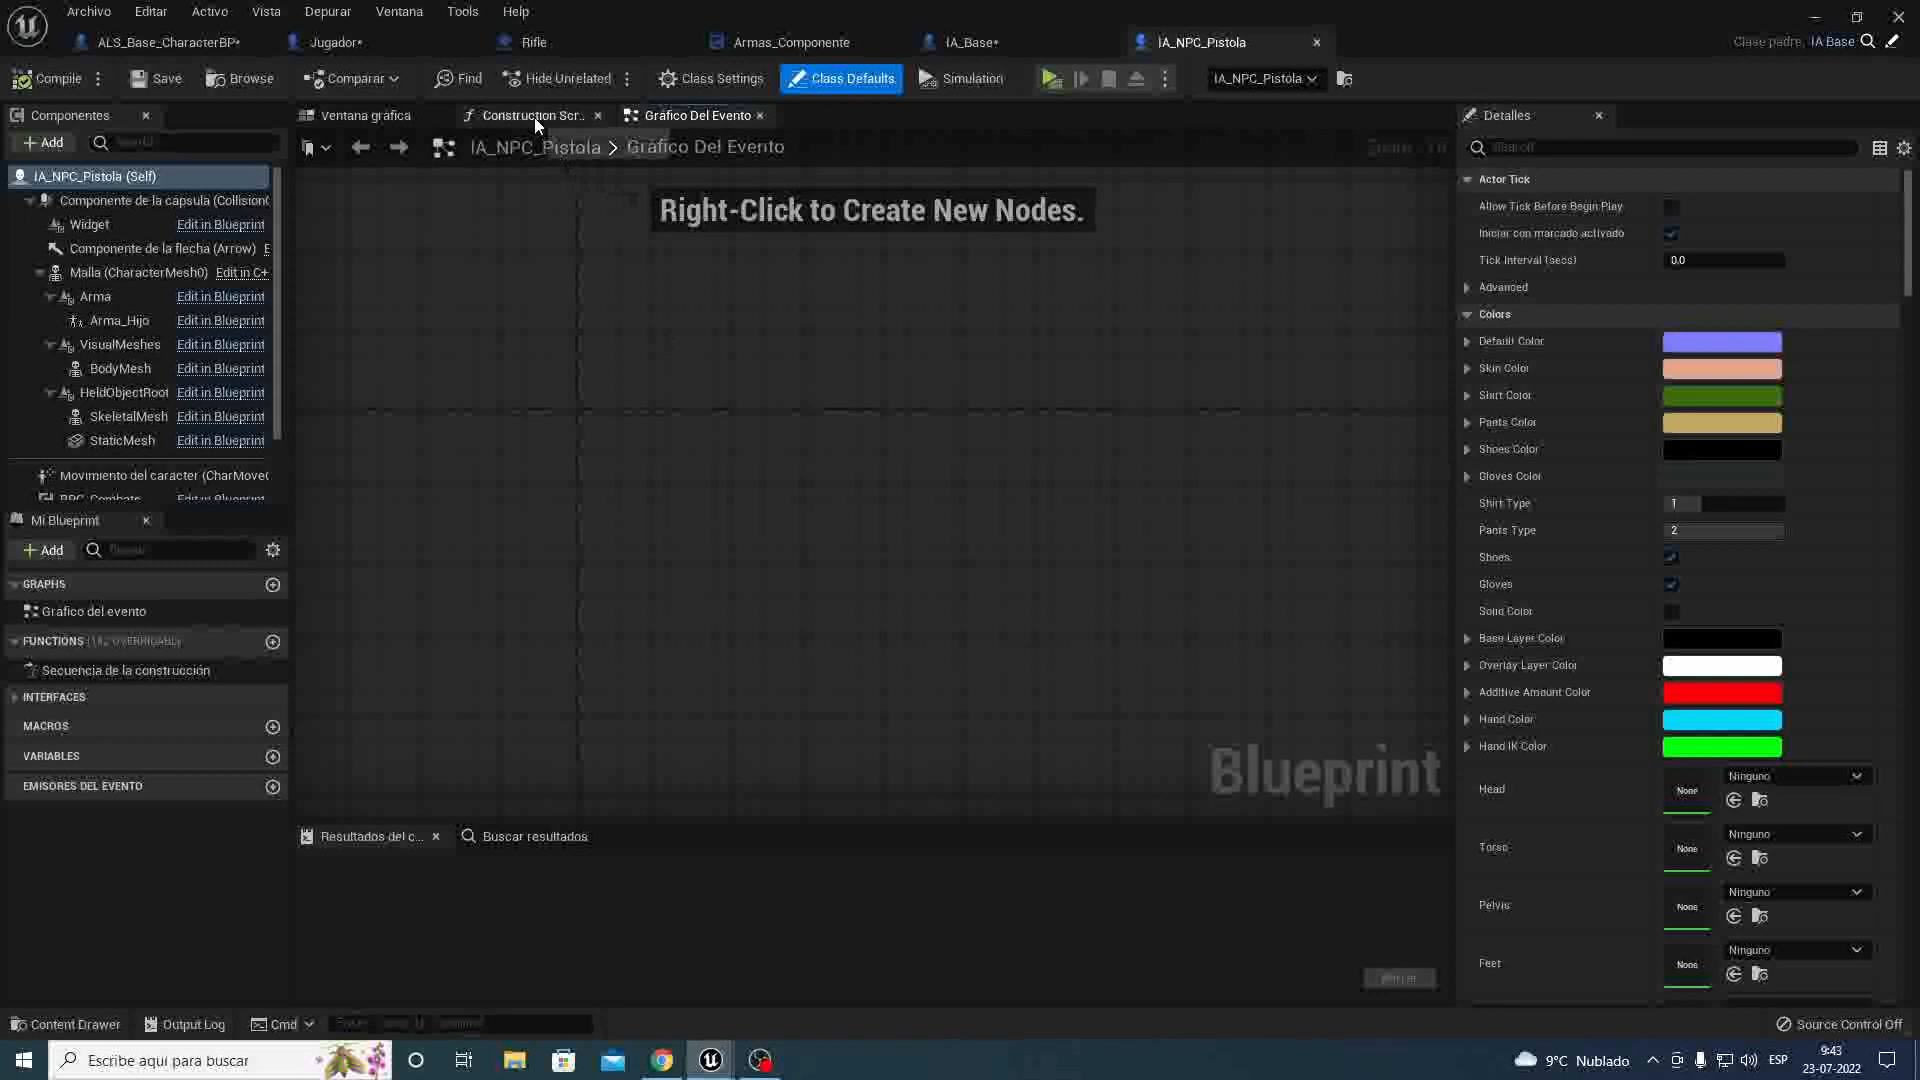 Archivo Editar Activo Vista Depurar Ventana Tools Help
ALS_Base_CharacterBP* Jugador* Rifle Armas_Componente IA_Base* IA_NPC_Pistola Clase padre: IA Base
Compile Save Browse Comparar Find Hide Unrelated Class Settings Class Defaults Simulation IA_NPC_Pistola
Componentes
Add
IA_NPC_Pistola (Self)
Componente de la cápsula (Collision
Widget Edit in Blueprint
Componente de la flecha (Arrow) E
Malla (CharacterMesh0) Edit in C+
Arma Edit in Blueprint
Arma_Hijo Edit in Blueprint
VisualMeshes Edit in Blueprint
BodyMesh Edit in Blueprint
HeldObjectRoot Edit in Blueprint
SkeletalMesh Edit in Blueprint
StaticMesh Edit in Blueprint
Movimiento del carácter (CharMove
BPC_Combate Edit in Blueprint
Mi Blueprint
Add
GRAPHS
Gráfico del evento
FUNCTIONS
Secuencia de la construcción
INTERFACES
MACROS
VARIABLES
EMISORES DEL EVENTO
Ventana gráfica Construction Scr.. Gráfico Del Evento
IA_NPC_Pistola > Gráfico Del Evento
Right-Click to Create New Nodes.
Blueprint
Resultados del c... Buscar resultados
Detalles
Search
Actor Tick
Allow Tick Before Begin Play
Iniciar con marcado activado
Tick Interval (secs) 0,0
Advanced
Colors
Default Color
Skin Color
Shirt Color
Pants Color
Shoes Color
Gloves Color
Shirt Type 1
Pants Type 2
Shoes
Gloves
Solid Color
Base Layer Color
Overlay Layer Color
Additive Amount Color
Hand Color
Hand IK Color
Head None Ninguno
Torso None Ninguno
Pelvis None Ninguno
Feet None Ninguno
Content Drawer Output Log Cmd Source Control Off
Escribe aquí para buscar 9°C Nublado ESP 9:43
23-07-2022